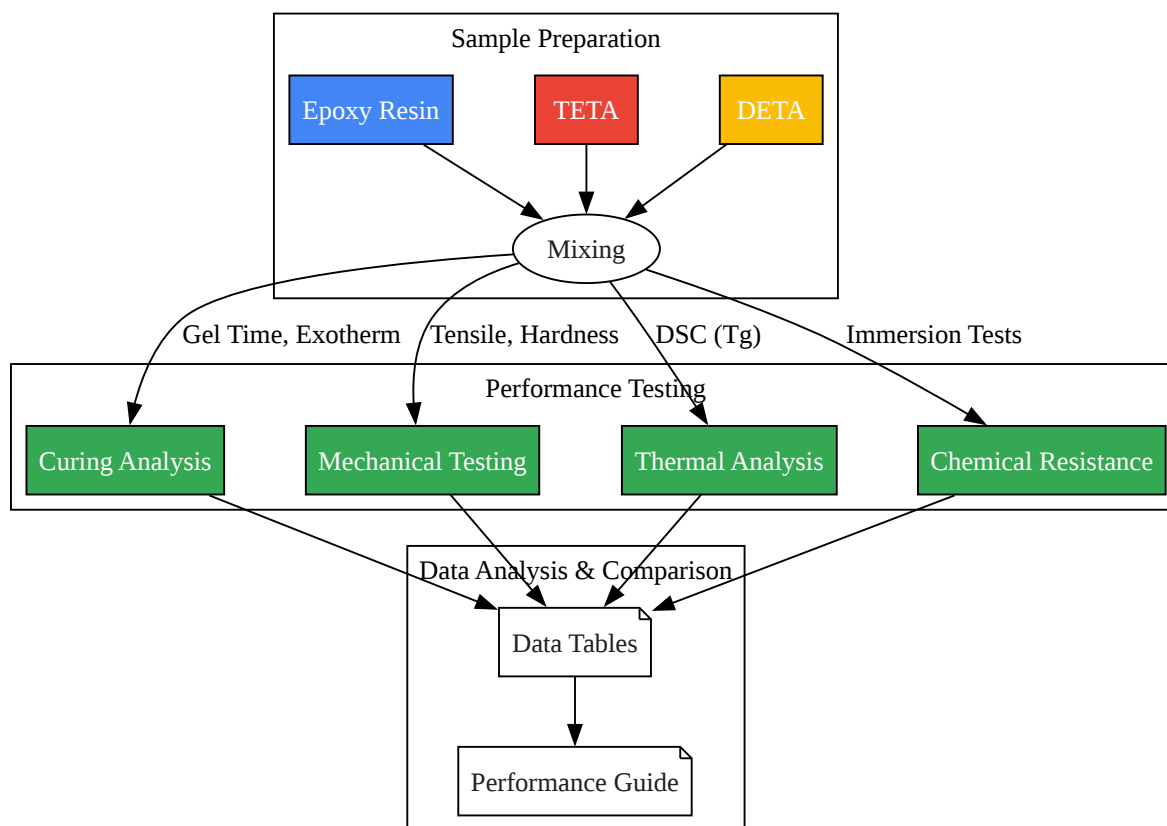 Sample Preparation
Epoxy Resin
TETA
DETA
Mixing
Gel Time, Exotherm
Tensile, Hardness
DSC (Tg)
Immersion Tests
Performance Testing
Curing Analysis
Mechanical Testing
Thermal Analysis
Chemical Resistance
Data Analysis & Comparison
Data Tables
Performance Guide